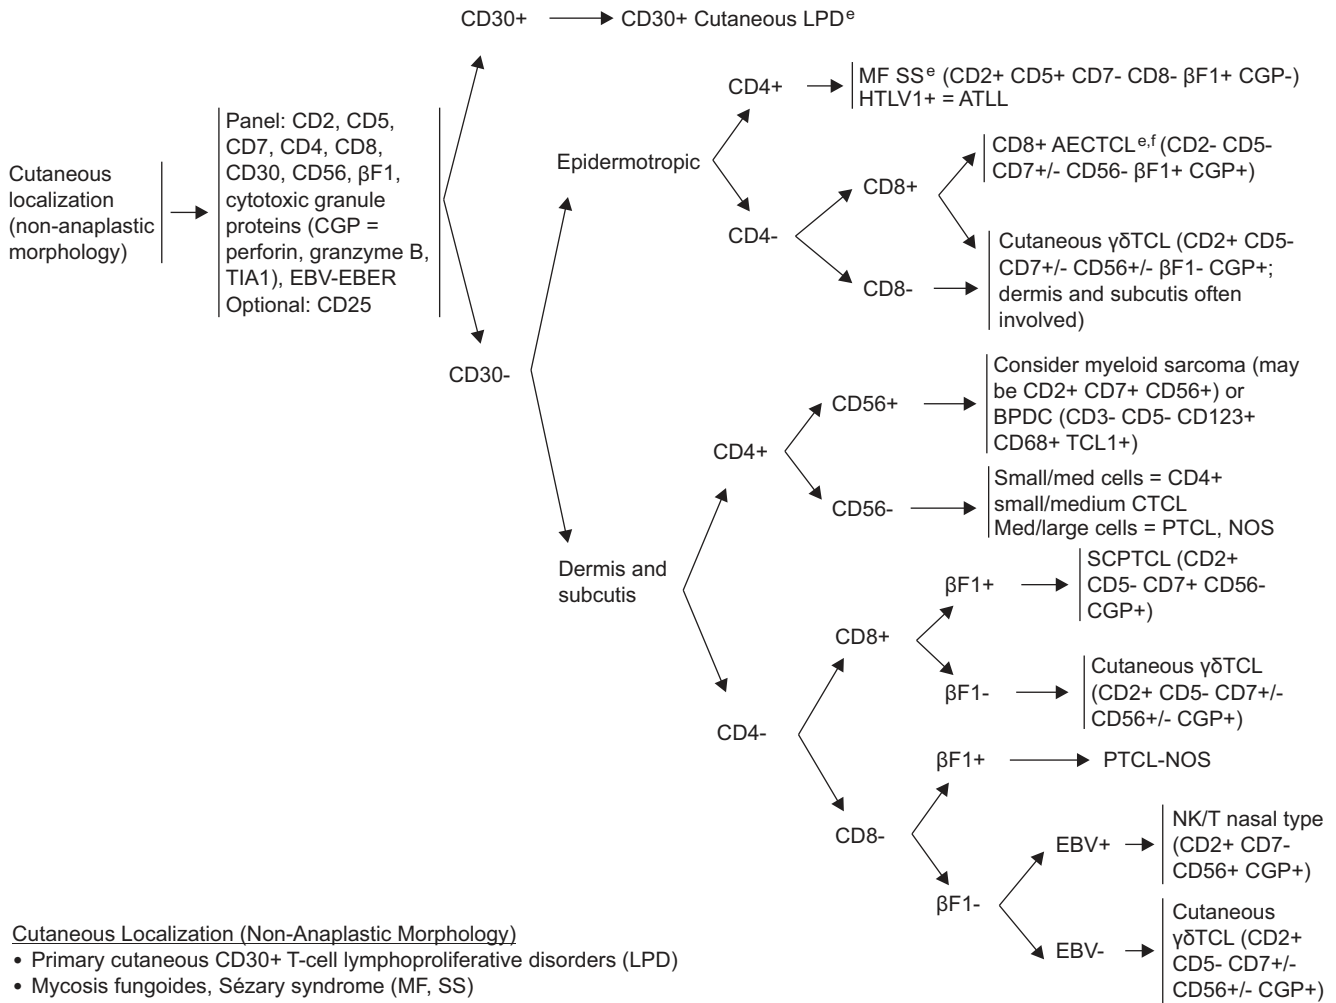 CD30+
CD30+ Cutaneous LPDᵉ
Cutaneous
localization
(non-anaplastic
morphology)
Panel: CD2, CD5,
CD7, CD4, CD8,
CD30, CD56, βF1,
cytotoxic granule
proteins (CGP =
perforin, granzyme B,
TIA1), EBV-EBER
Optional: CD25
CD30-
Epidermotropic
CD4+
MF SSᵉ (CD2+ CD5+ CD7- CD8- βF1+ CGP-)
HTLV1+ = ATLL
CD4-
CD8+
CD8+ AECTCLᵉ,ᶠ (CD2- CD5-
CD7+/- CD56- βF1+ CGP+)
CD8-
Cutaneous γδTCL (CD2+ CD5-
CD7+/- CD56+/- βF1- CGP+;
dermis and subcutis often
involved)
Dermis and
subcutis
CD4+
CD56+
Consider myeloid sarcoma (may
be CD2+ CD7+ CD56+) or
BPDC (CD3- CD5- CD123+
CD68+ TCL1+)
CD56-
Small/med cells = CD4+
small/medium CTCL
Med/large cells = PTCL, NOS
CD4-
CD8+
βF1+
SCPTCL (CD2+
CD5- CD7+ CD56-
CGP+)
βF1-
Cutaneous γδTCL
(CD2+ CD5- CD7+/-
CD56+/- CGP+)
CD8-
βF1+
PTCL-NOS
βF1-
EBV+
NK/T nasal type
(CD2+ CD7-
CD56+ CGP+)
EBV-
Cutaneous
γδTCL (CD2+
CD5- CD7+/-
CD56+/- CGP+)
Cutaneous Localization (Non-Anaplastic Morphology)
• Primary cutaneous CD30+ T-cell lymphoproliferative disorders (LPD)
• Mycosis fungoides, Sézary syndrome (MF, SS)